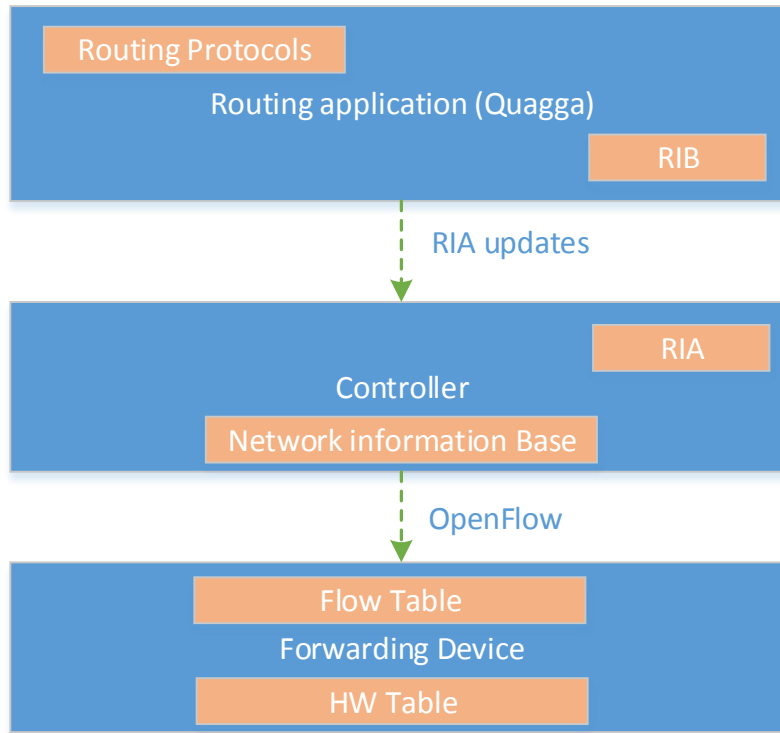 Routing Protocols
Routing application (Quagga)
RIB
RIA updates
RIA
Controller
Network information Base
OpenFlow
Flow Table
Forwarding Device
HW Table